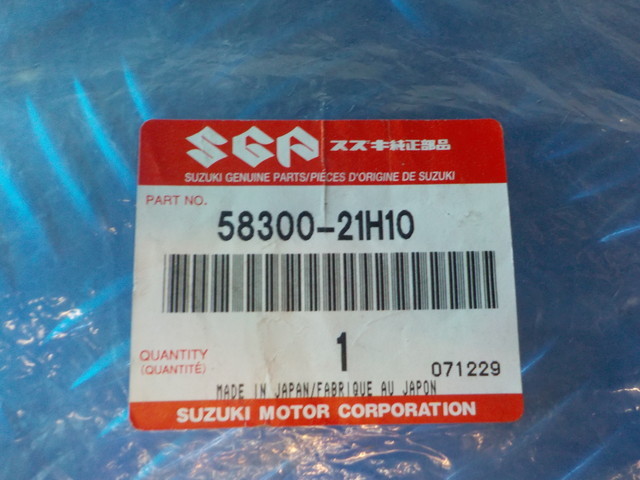 SGP スズキ純正部品
SUZUKI GENUINE PARTS/PIÈCES D'ORIGINE DE SUZUKI
PART NO.
58300-21H10
QUANTITY
(QUANTITÉ)
1
071229
MADE IN JAPAN/FABRIQUE AU JAPON
SUZUKI MOTOR CORPORATION